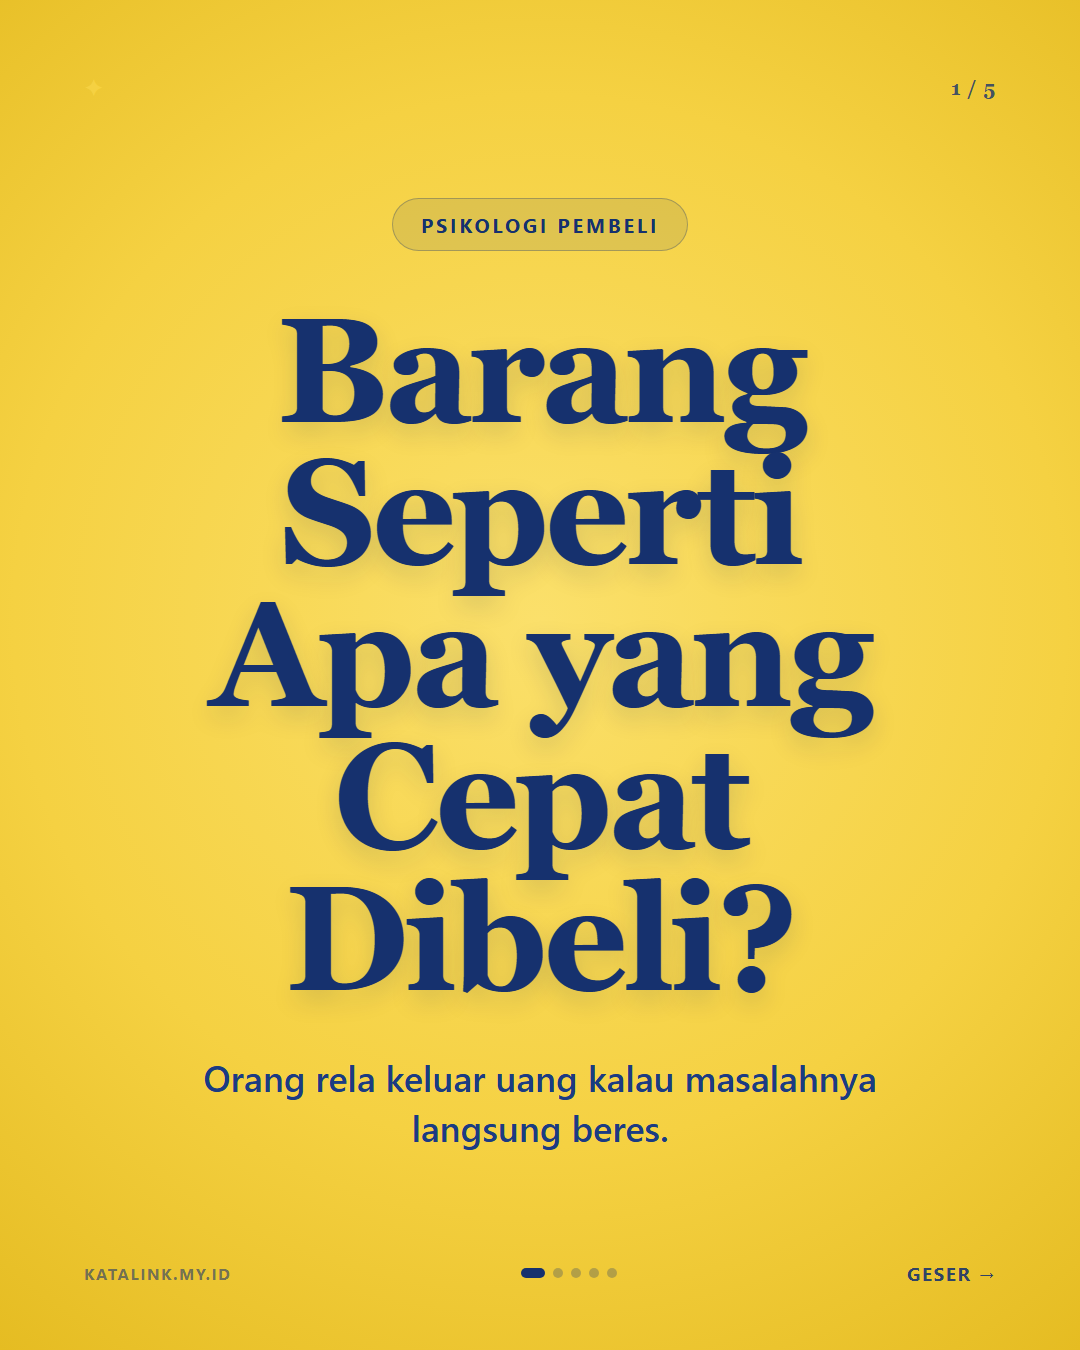 1 / 5
PSIKOLOGI PEMBELI
Barang
Seperti
Apa yang
Cepat
Dibeli?
Orang rela keluar uang kalau masalahnya
langsung beres.
KATALINK.MY.ID
GESER →